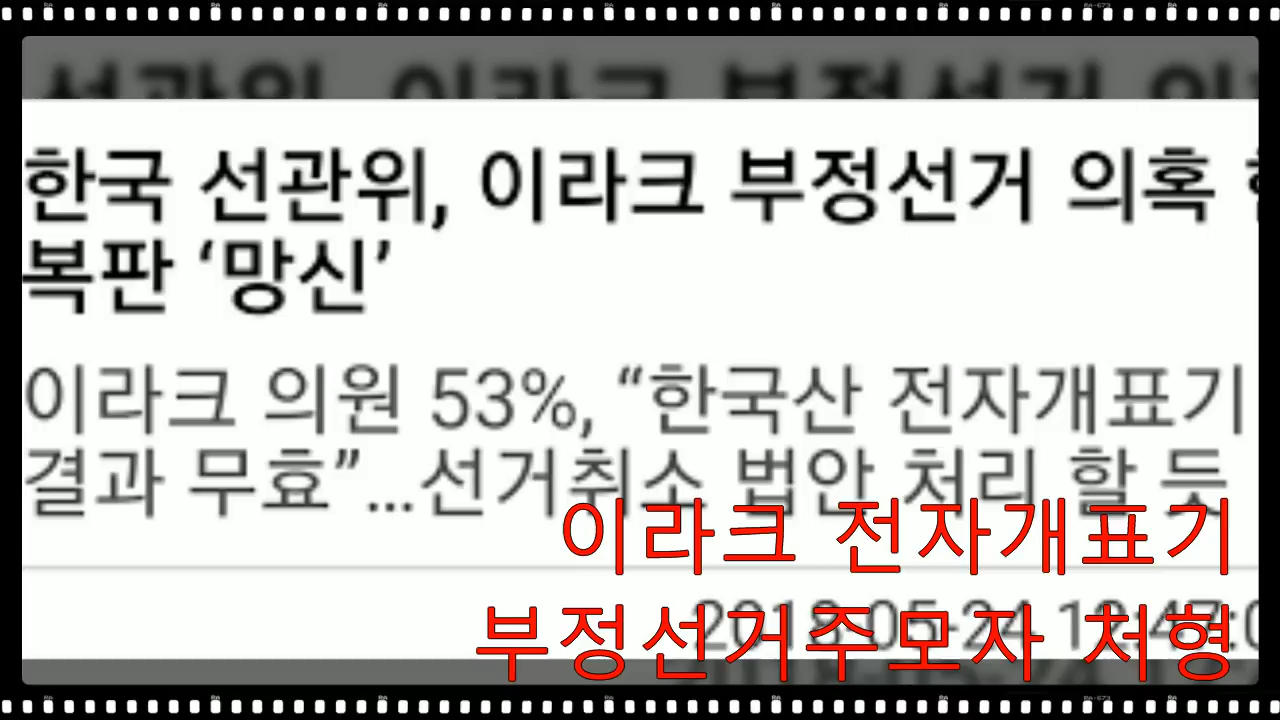 한국 선관위, 이라크 부정선거 의혹
복판 ‘망신’
이라크 의원 53%, “한국산 전자개표기
결과 무효”...선거취소 법안 처리 할 듯
이라크 전자개표기
2018-05-24
부정선거주모자 처형